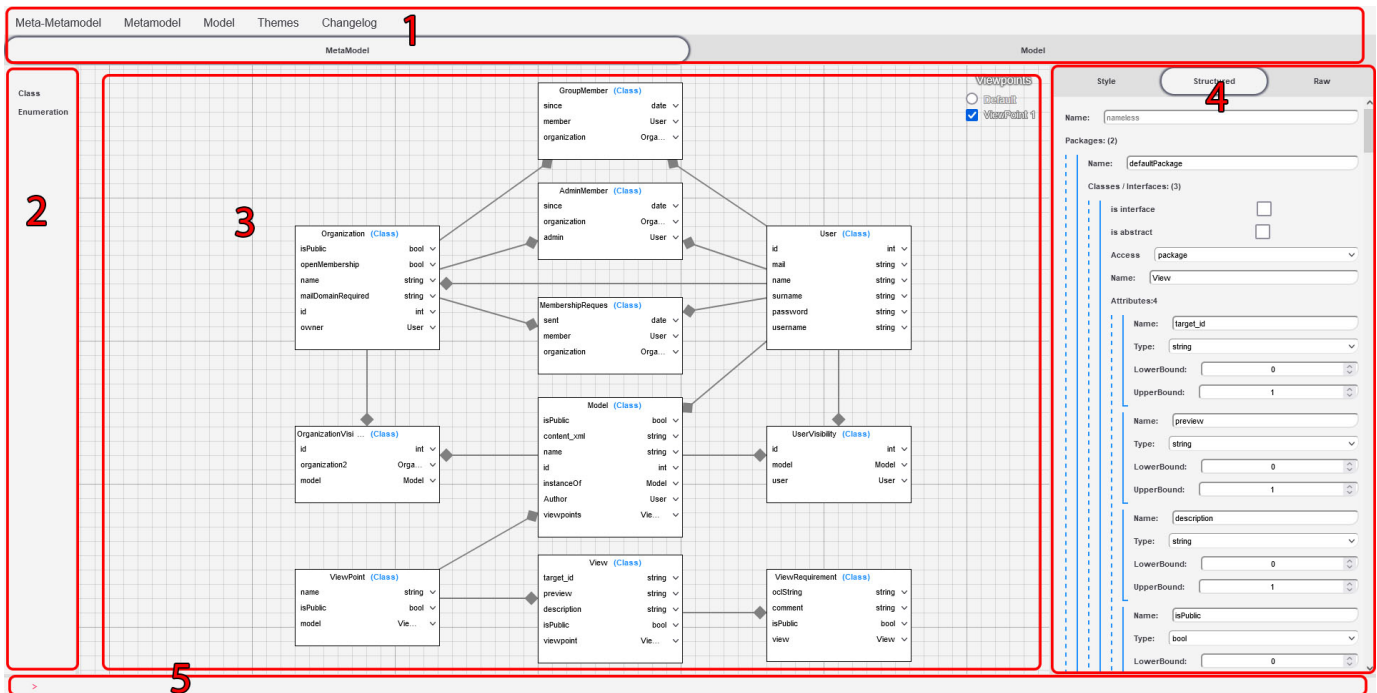 Meta-Metamodel Metamodel Model Themes Changelog
1
MetaModel Model
2
Class
Enumeration
3
Viewpoints
Default
ViewPoint 1
GroupMember (Class)
since date
member User
organization Orga...
AdminMember (Class)
since date
organization Orga...
admin User
Organization (Class)
isPublic bool
openMembership bool
name string
mailDomainRequired string
id int
owner User
User (Class)
id int
mail string
name string
surname string
password string
username string
MembershipReques (Class)
sent date
member User
organization Orga...
Model (Class)
isPublic bool
content_xml string
name string
id int
instanceOf Model
Author User
viewpoints Vie...
OrganizationVisi ... (Class)
id int
organization2 Orga...
model Model
UserVisibility (Class)
id int
model Model
user User
ViewPoint (Class)
name string
isPublic bool
model Vie...
View (Class)
target_id string
preview string
description string
isPublic bool
viewpoint Vie...
ViewRequirement (Class)
oclString string
comment string
isPublic bool
view View
4
Style Structured Raw
Name: nameless
Packages: (2)
Name: defaultPackage
Classes / Interfaces: (3)
is interface
is abstract
Access package
Name: View
Attributes:4
Name: target_id
Type: string
LowerBound: 0
UpperBound: 1
Name: preview
Type: string
LowerBound: 0
UpperBound: 1
Name: description
Type: string
LowerBound: 0
UpperBound: 1
Name: isPublic
Type: bool
LowerBound: 0
5
>